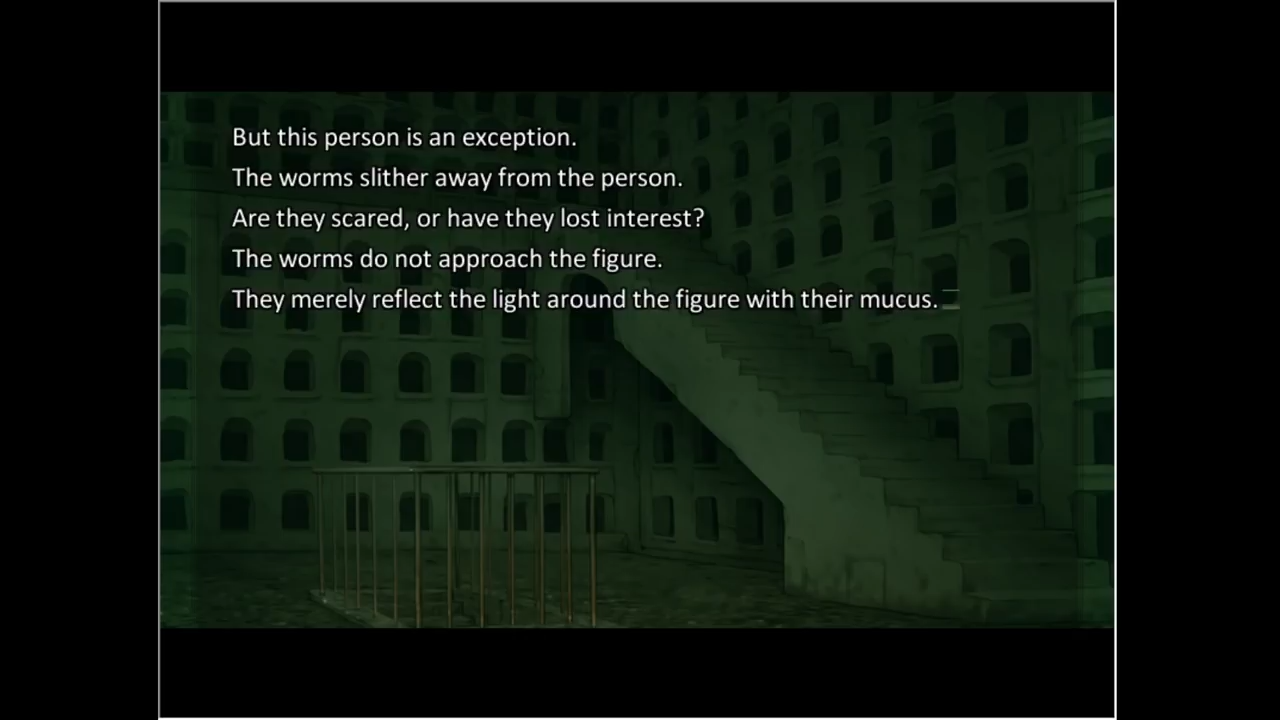 But this person is an exception.
The worms slither away from the person.
Are they scared, or have they lost interest?
The worms do not approach the figure.
They merely reflect the light around the figure with their mucus.